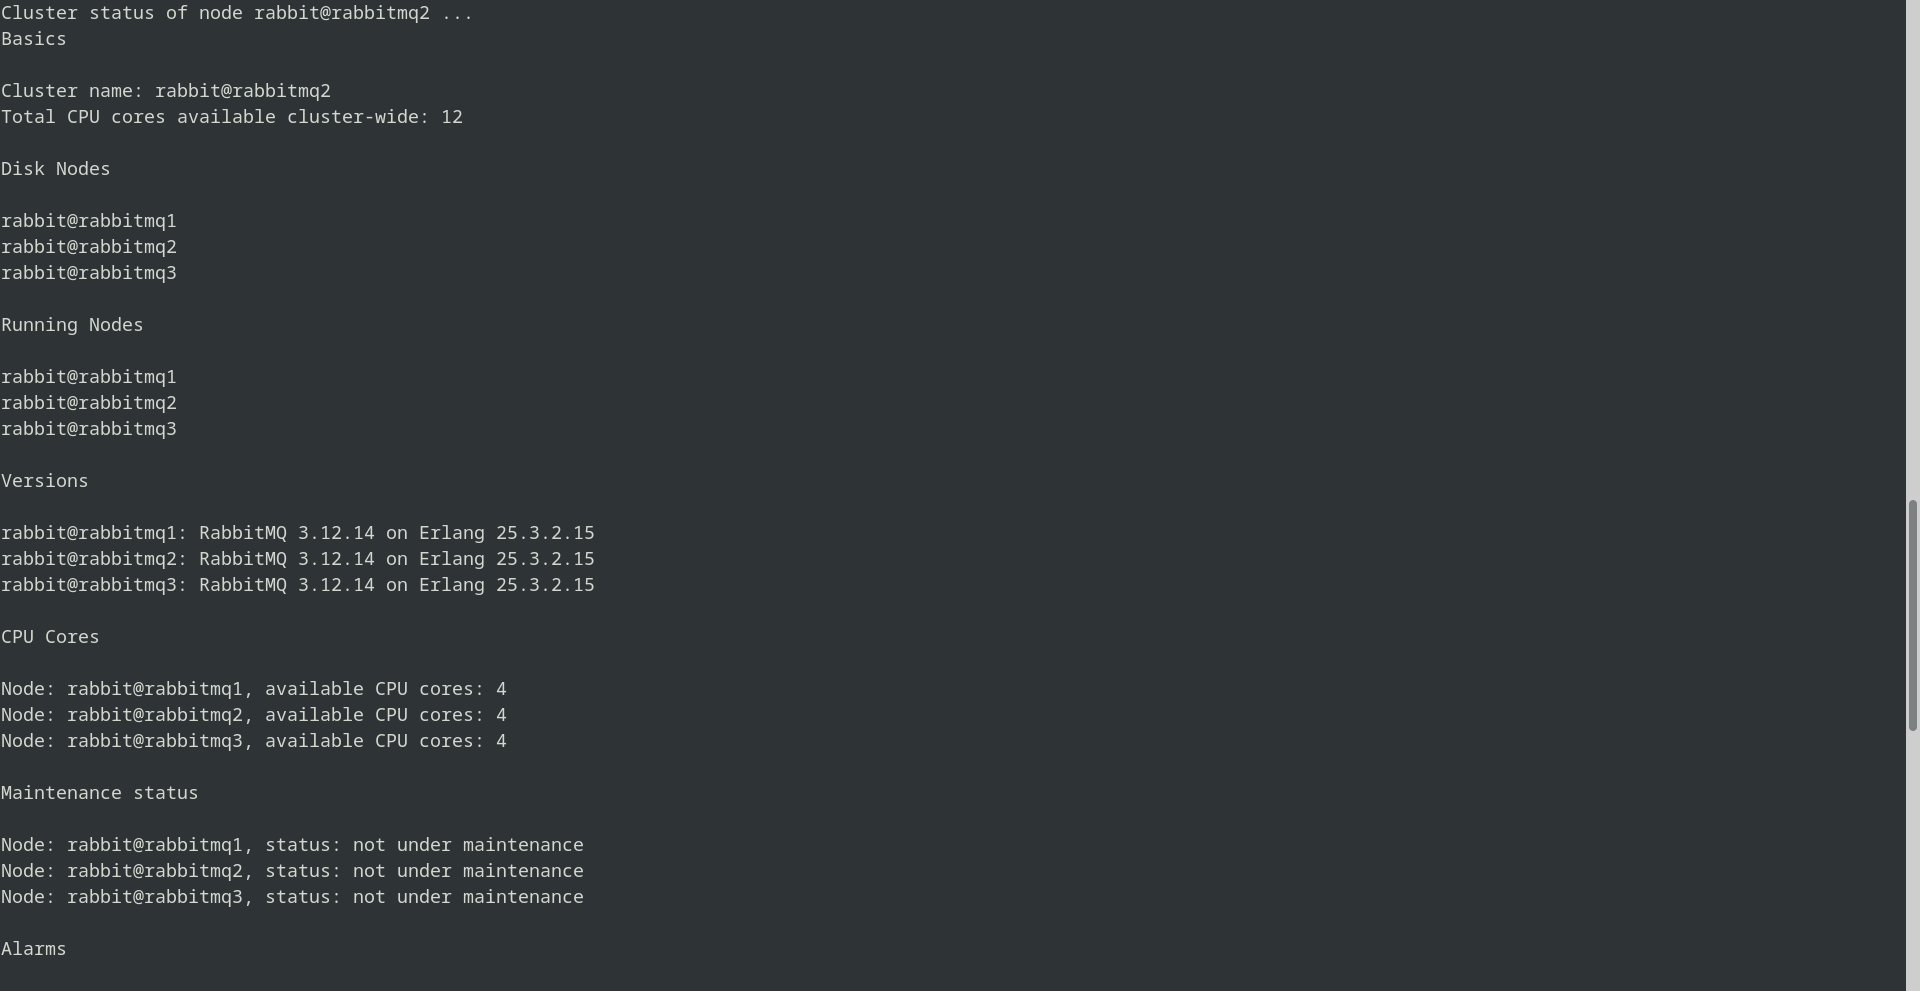 Cluster status of node rabbit@rabbitmq2 ...
Basics
Cluster name: rabbit@rabbitmq2
Total CPU cores available cluster-wide: 12
Disk Nodes
rabbit@rabbitmq1
rabbit@rabbitmq2
rabbit@rabbitmq3
Running Nodes
rabbit@rabbitmq1
rabbit@rabbitmq2
rabbit@rabbitmq3
Versions
rabbit@rabbitmq1: RabbitMQ 3.12.14 on Erlang 25.3.2.15
rabbit@rabbitmq2: RabbitMQ 3.12.14 on Erlang 25.3.2.15
rabbit@rabbitmq3: RabbitMQ 3.12.14 on Erlang 25.3.2.15
CPU Cores
Node: rabbit@rabbitmq1, available CPU cores: 4
Node: rabbit@rabbitmq2, available CPU cores: 4
Node: rabbit@rabbitmq3, available CPU cores: 4
Maintenance status
Node: rabbit@rabbitmq1, status: not under maintenance
Node: rabbit@rabbitmq2, status: not under maintenance
Node: rabbit@rabbitmq3, status: not under maintenance
Alarms